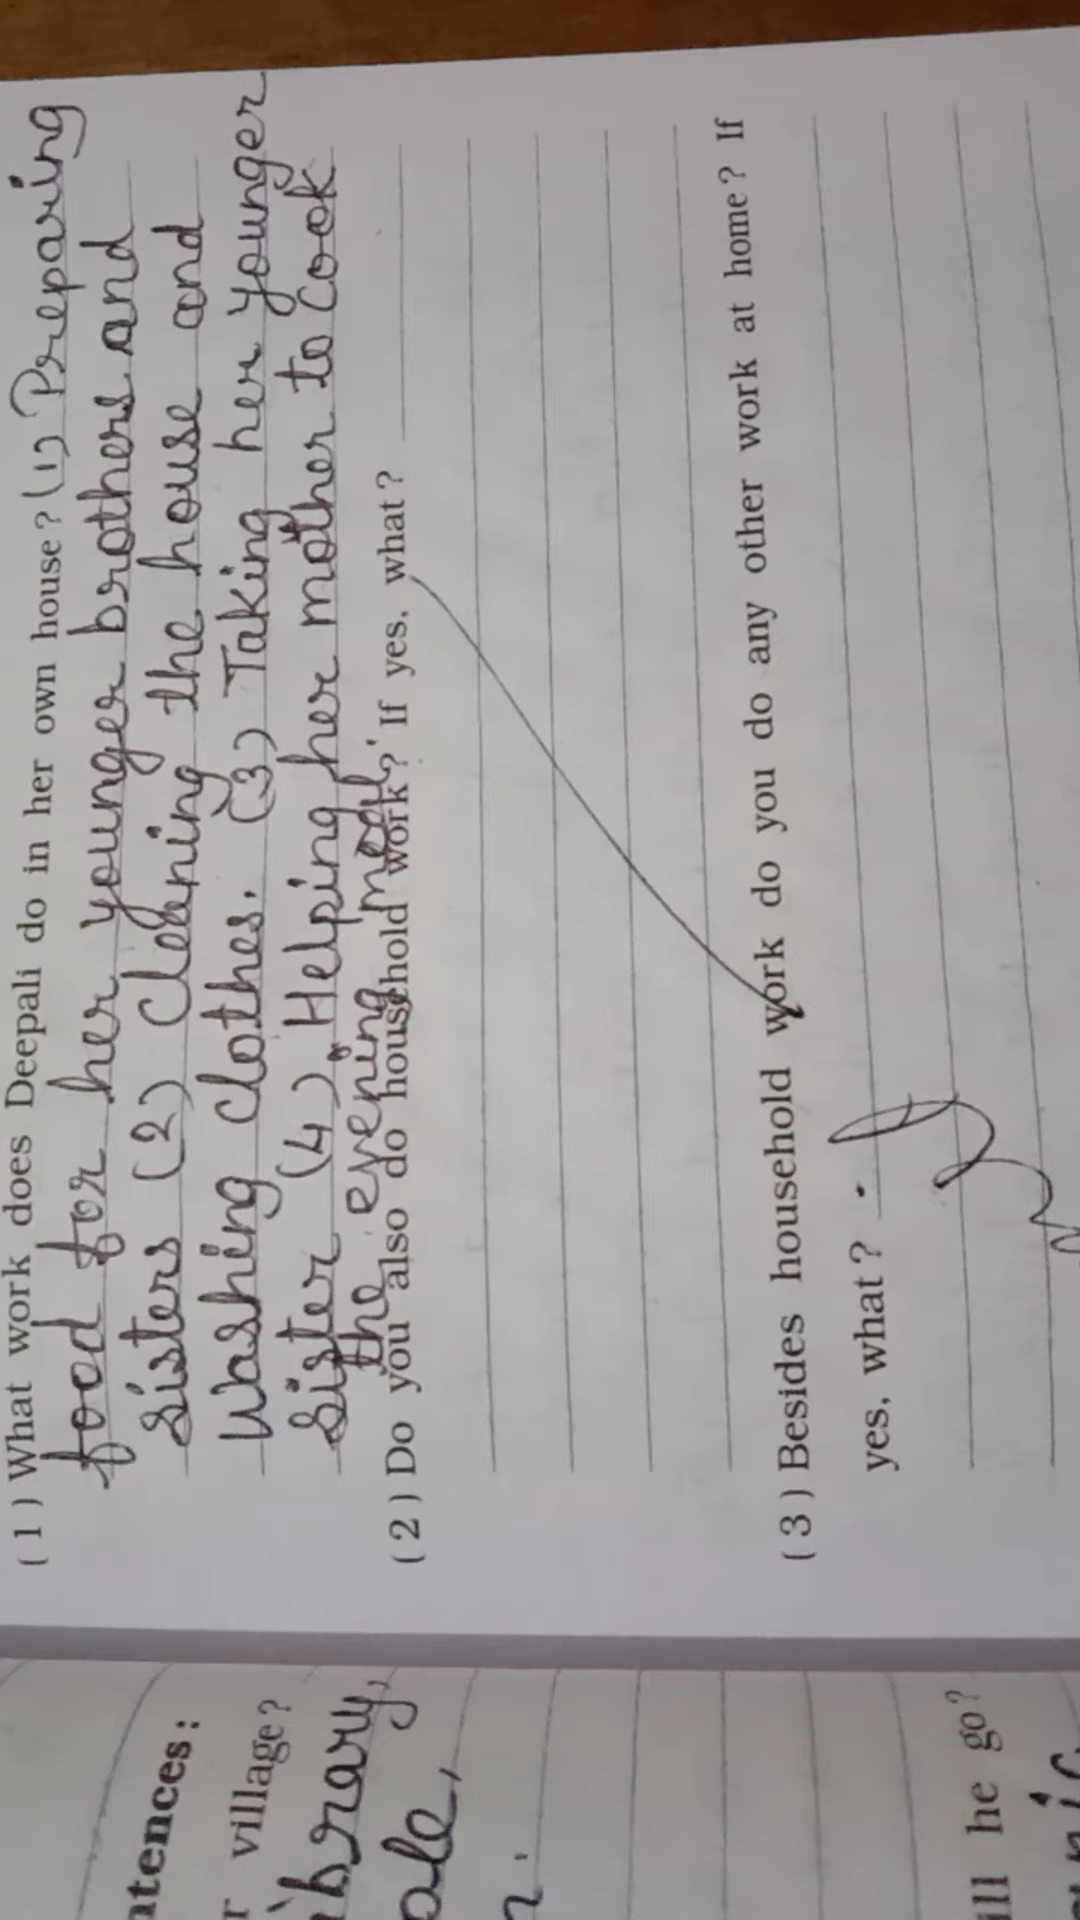 (1) What work does Deepali do in her own house? (1) Preparing
food for her younger brothers and
sisters (2) Cleaning the house and
washing clothes. (3) Taking her younger
sister (4) Helping her mother to cook
the evening meal.
(2) Do you also do household work? If yes, what?
(3) Besides household work do you do any other work at home? If
yes, what?
ntences:
r village?
brary,
ole,
ill he go?